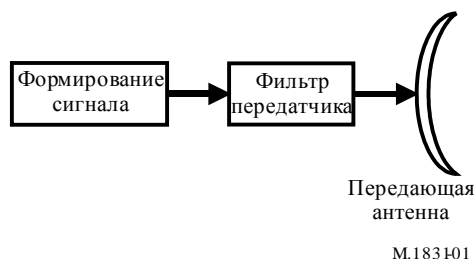 Формирование
сигнала
Фильтр
передатчика
Передающая
антенна
M.1831-01